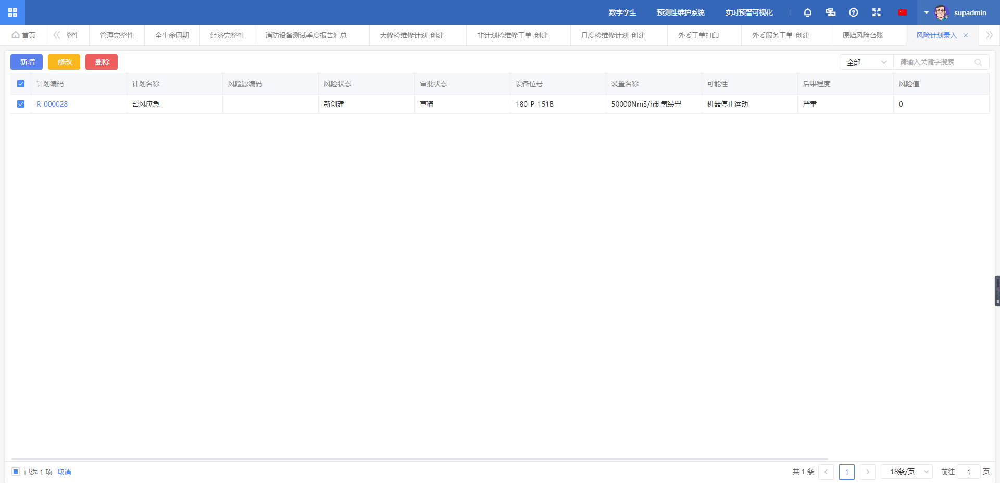 数字孪生 预测性维护系统 实时预警可视化 supadmin
首页 整性 管理完整性 全生命周期 经济完整性 消防设备测试季度报告汇总 大修检维修计划-创建 非计划检维修工单-创建 月度检维修计划-创建 外委工单打印 外委服务工单-创建 原始风险台账 风险计划录入
新增 修改 删除 全部 请输入关键字搜索
计划编码 计划名称 风险源编码 风险状态 审批状态 设备位号 装置名称 可能性 后果程度 风险值
R-000028 台风应急 新创建 草稿 180-P-151B 50000Nm3/h制氢装置 机器停止运动 严重 0
已选 1 项 取消 共 1 条 1 18条/页 前往 1 页